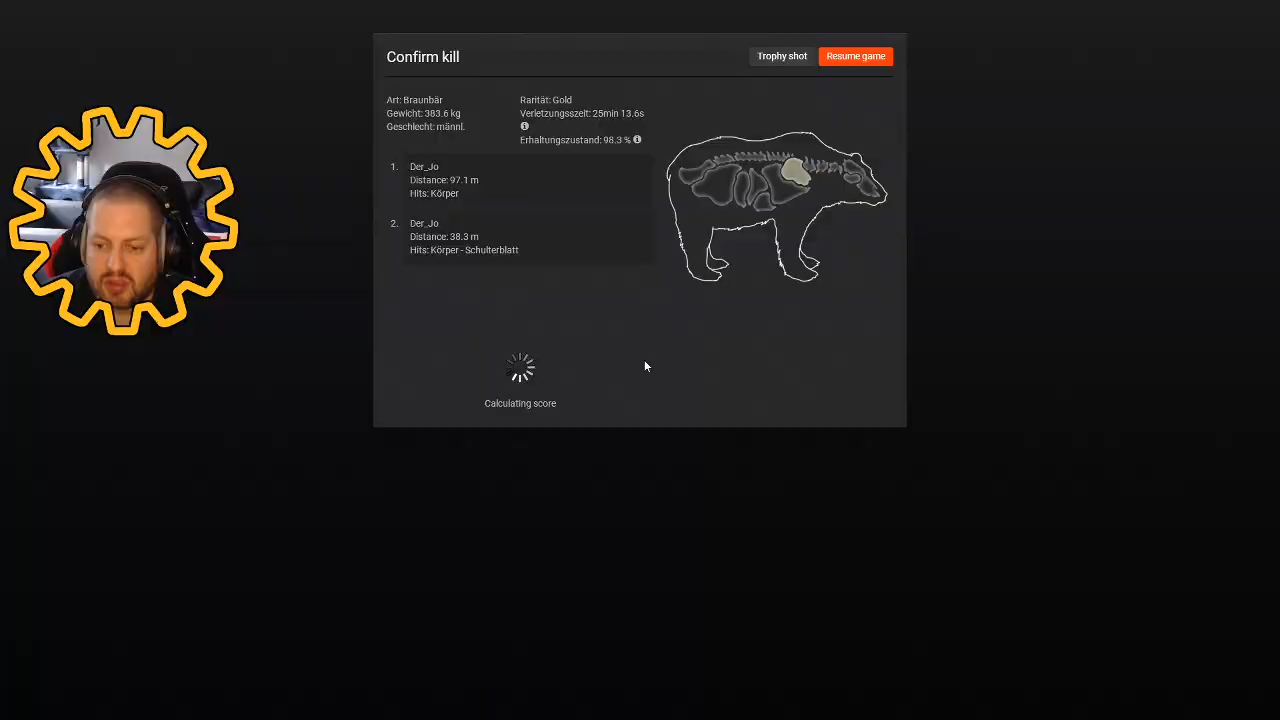 Confirm kill
Trophy shot
Resume game
Art: Braunbär
Gewicht: 383.6 kg
Geschlecht: männl.
Rarität: Gold
Verletzungsszeit: 25min 13.6s
Erhaltungszustand: 98.3 %
1. Der_Jo
Distance: 97.1 m
Hits: Körper
2. Der_Jo
Distance: 38.3 m
Hits: Körper - Schulterblatt
Calculating score